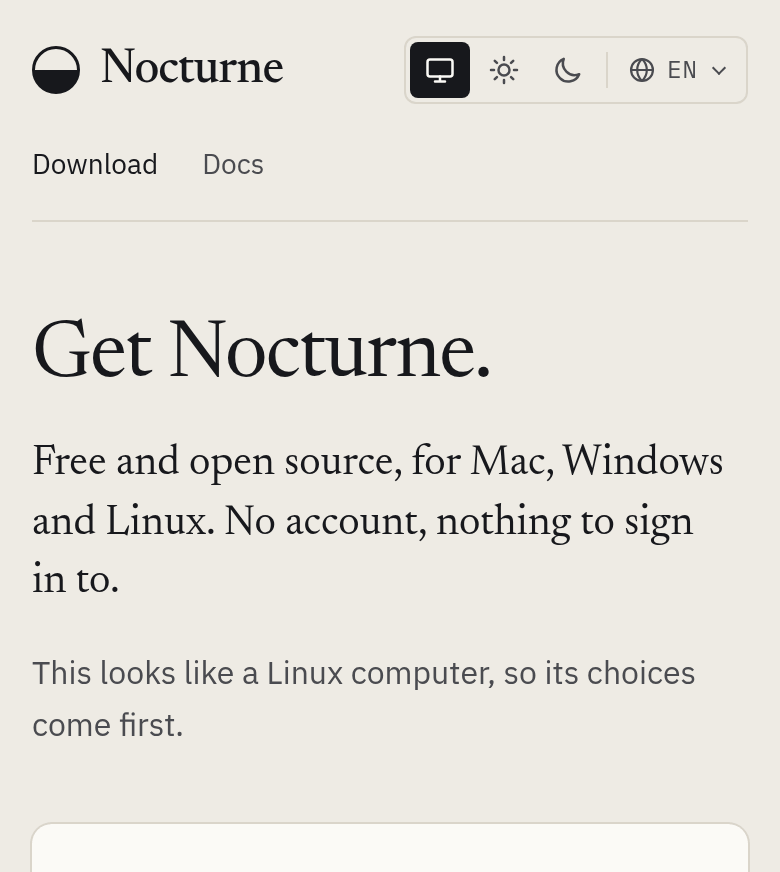 Nocturne
EN
Download Docs
Get Nocturne.
Free and open source, for Mac, Windows
and Linux. No account, nothing to sign
in to.
This looks like a Linux computer, so its choices
come first.